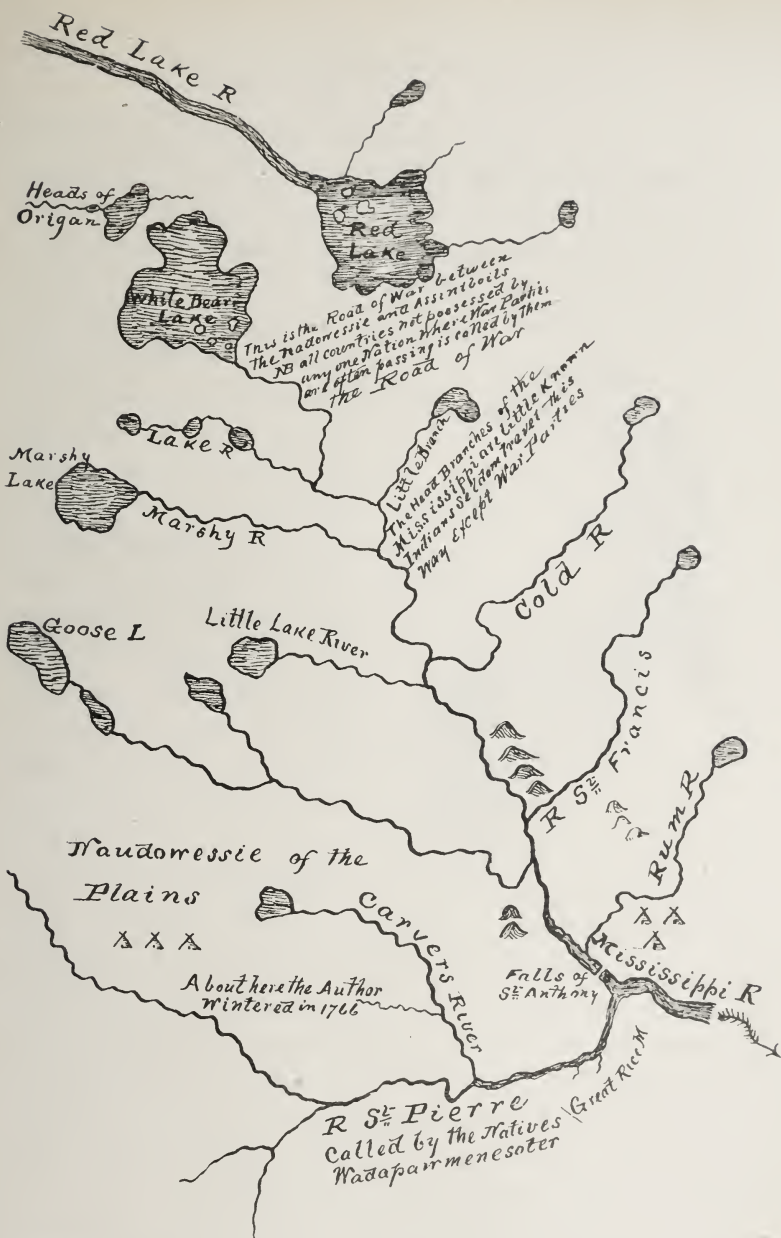 Red Lake R
Heads of
Origan
Red
Lake
White Bear
Lake
This is the Road of War between
The Nadowessie and Assiniboils
NB all countries not possessed by
any one Nation Where War Parties
are often passing is called by them
the Road of War
Lake R
Little Branch
The Head Branches of the
Mississippi are Little Known
Indians Seldom travel this
Way Except War Parties
Marshy
Lake
Marshy R
Cold R
Goose L
Little Lake River
R St Francis
Rum R
Naudowessie of the
Plains
Carvers River
About here the Author
Wintered in 1766
Falls of
St Anthony
Mississippi R
R St Pierre
Called by the Natives
Wadapawmenesoter
Great Rice M